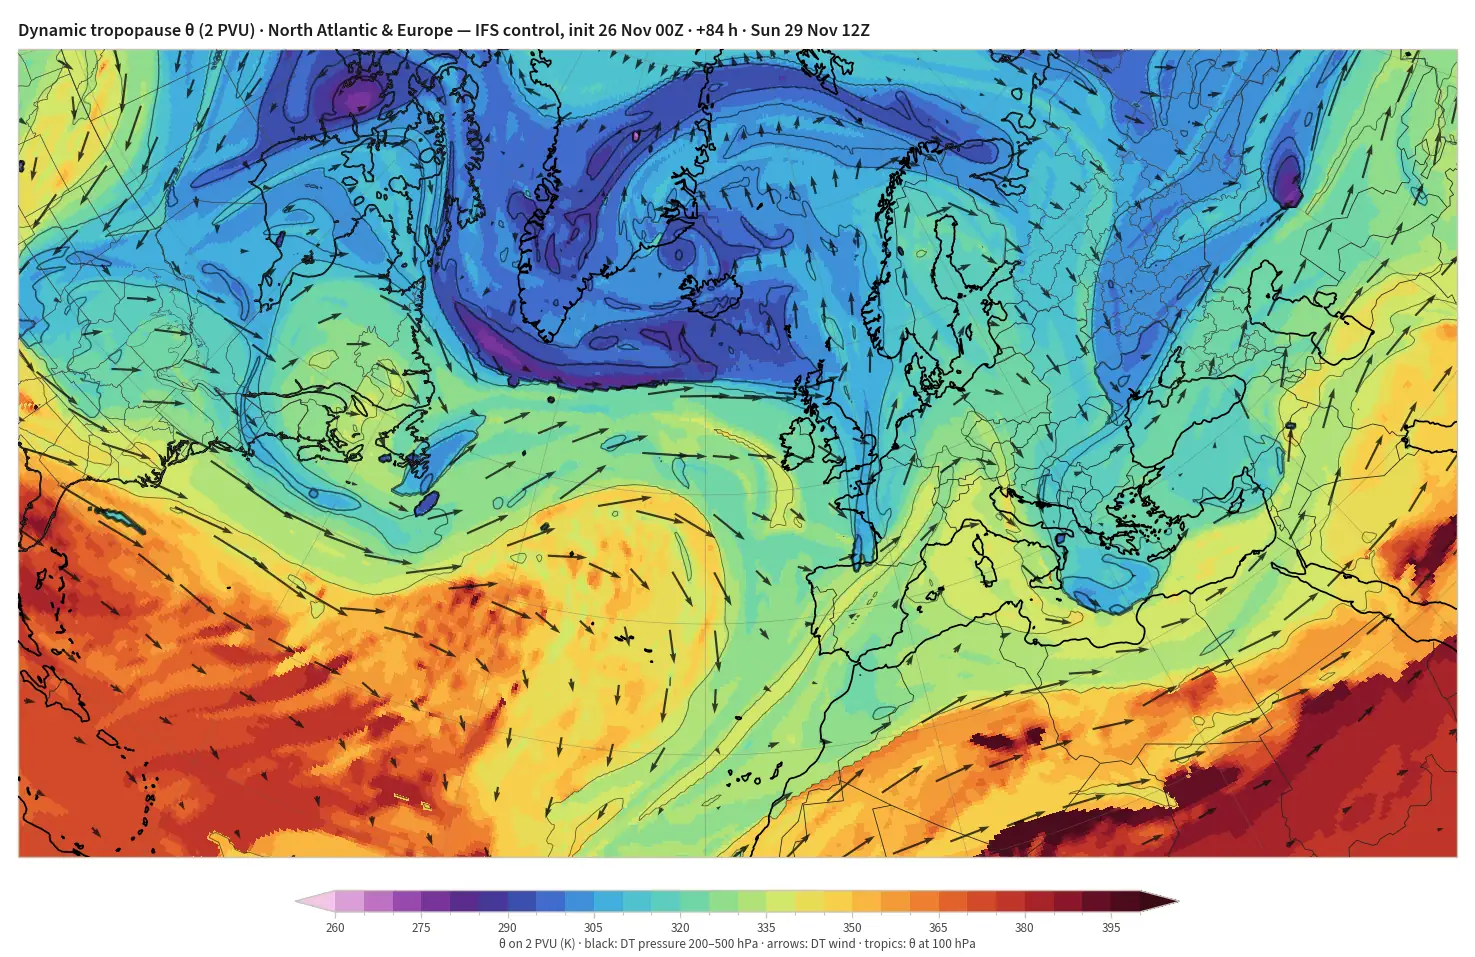 Dynamic tropopause θ (2 PVU) · North Atlantic & Europe — IFS control, init 26 Nov 00Z · +84 h · Sun 29 Nov 12Z
260 275 290 305 320 335 350 365 380 395
θ on 2 PVU (K) · black: DT pressure 200–500 hPa · arrows: DT wind · tropics: θ at 100 hPa